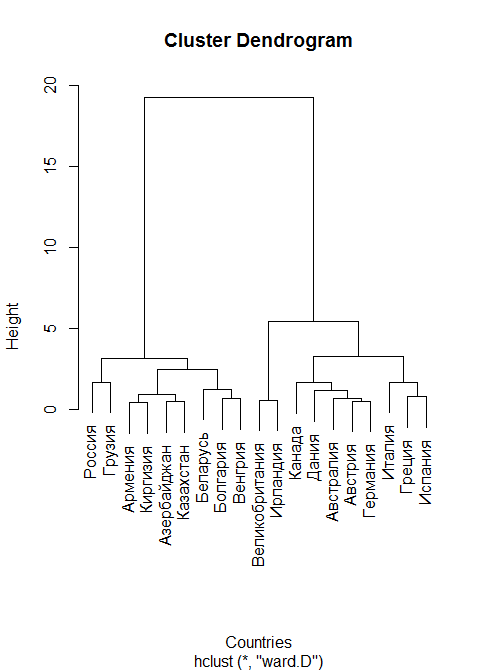 Cluster Dendrogram
Height
20
15
10
5
0
Россия
Грузия
Армения
Киргизия
Азербайджан
Казахстан
Беларусь
Болгария
Венгрия
Великобритания
Ирландия
Канада
Дания
Австралия
Австрия
Германия
Италия
Греция
Испания
Countries
hclust (*, "ward.D")